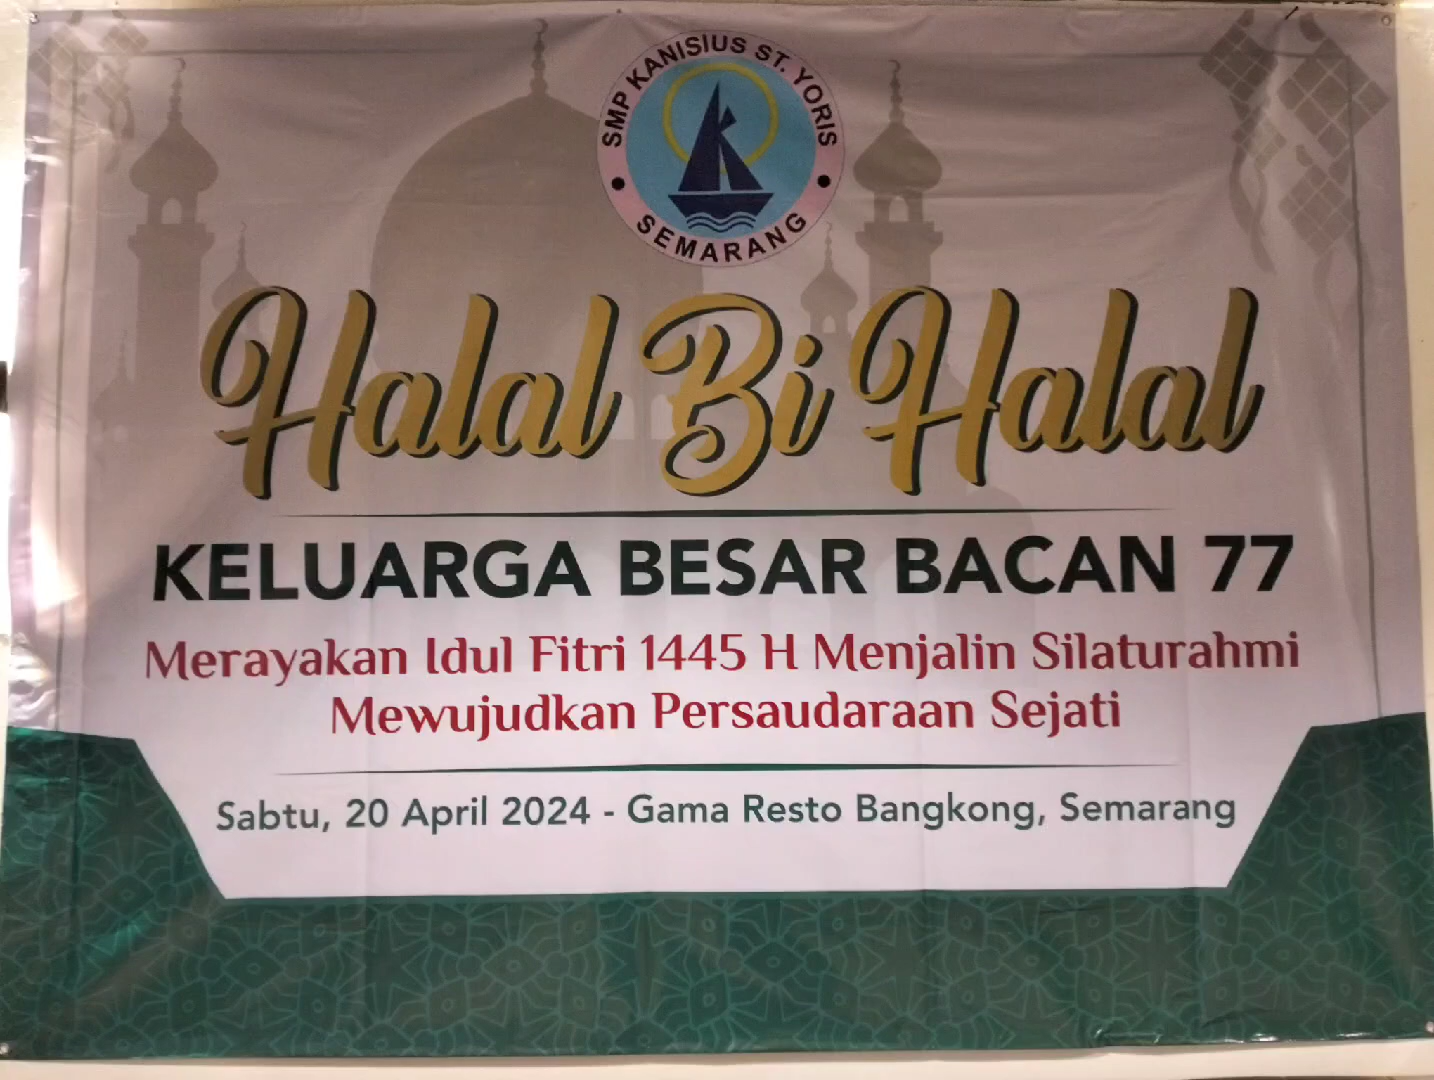 SMP KANISIUS ST. YORIS
SEMARANG
Halal Bi Halal
KELUARGA BESAR BACAN 77
Merayakan Idul Fitri 1445 H Menjalin Silaturahmi
Mewujudkan Persaudaraan Sejati
Sabtu, 20 April 2024 - Gama Resto Bangkong, Semarang